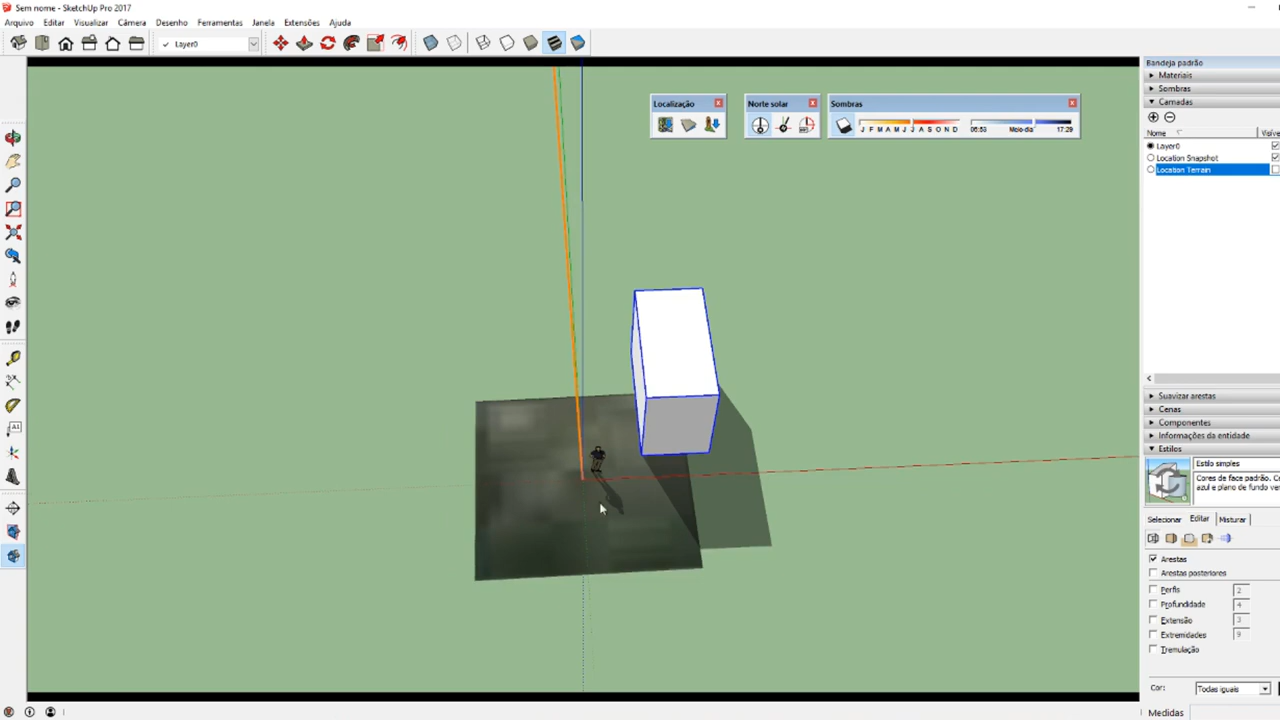 Sem nome - SketchUp Pro 2017
Arquivo Editar Visualizar Câmera Desenho Ferramentas Janela Extensões Ajuda
Layer0
Localização
Norte solar
Sombras
J F M A M J J A S O N D
06:53 Meio-dia 17:29
Bandeja padrão
Materiais
Sombras
Camadas
Nome
Layer0
Location Snapshot
Location Terrain
Suavizar arestas
Cenas
Componentes
Informações da entidade
Estilos
Estilo simples
Cores de face padrão. C
azul e plano de fundo ve
Selecionar Editar Misturar
Arestas
Arestas posteriores
Perfis 2
Profundidade 4
Extensão 3
Extremidades 9
Tremulação
Cor: Todas iguais
Medidas